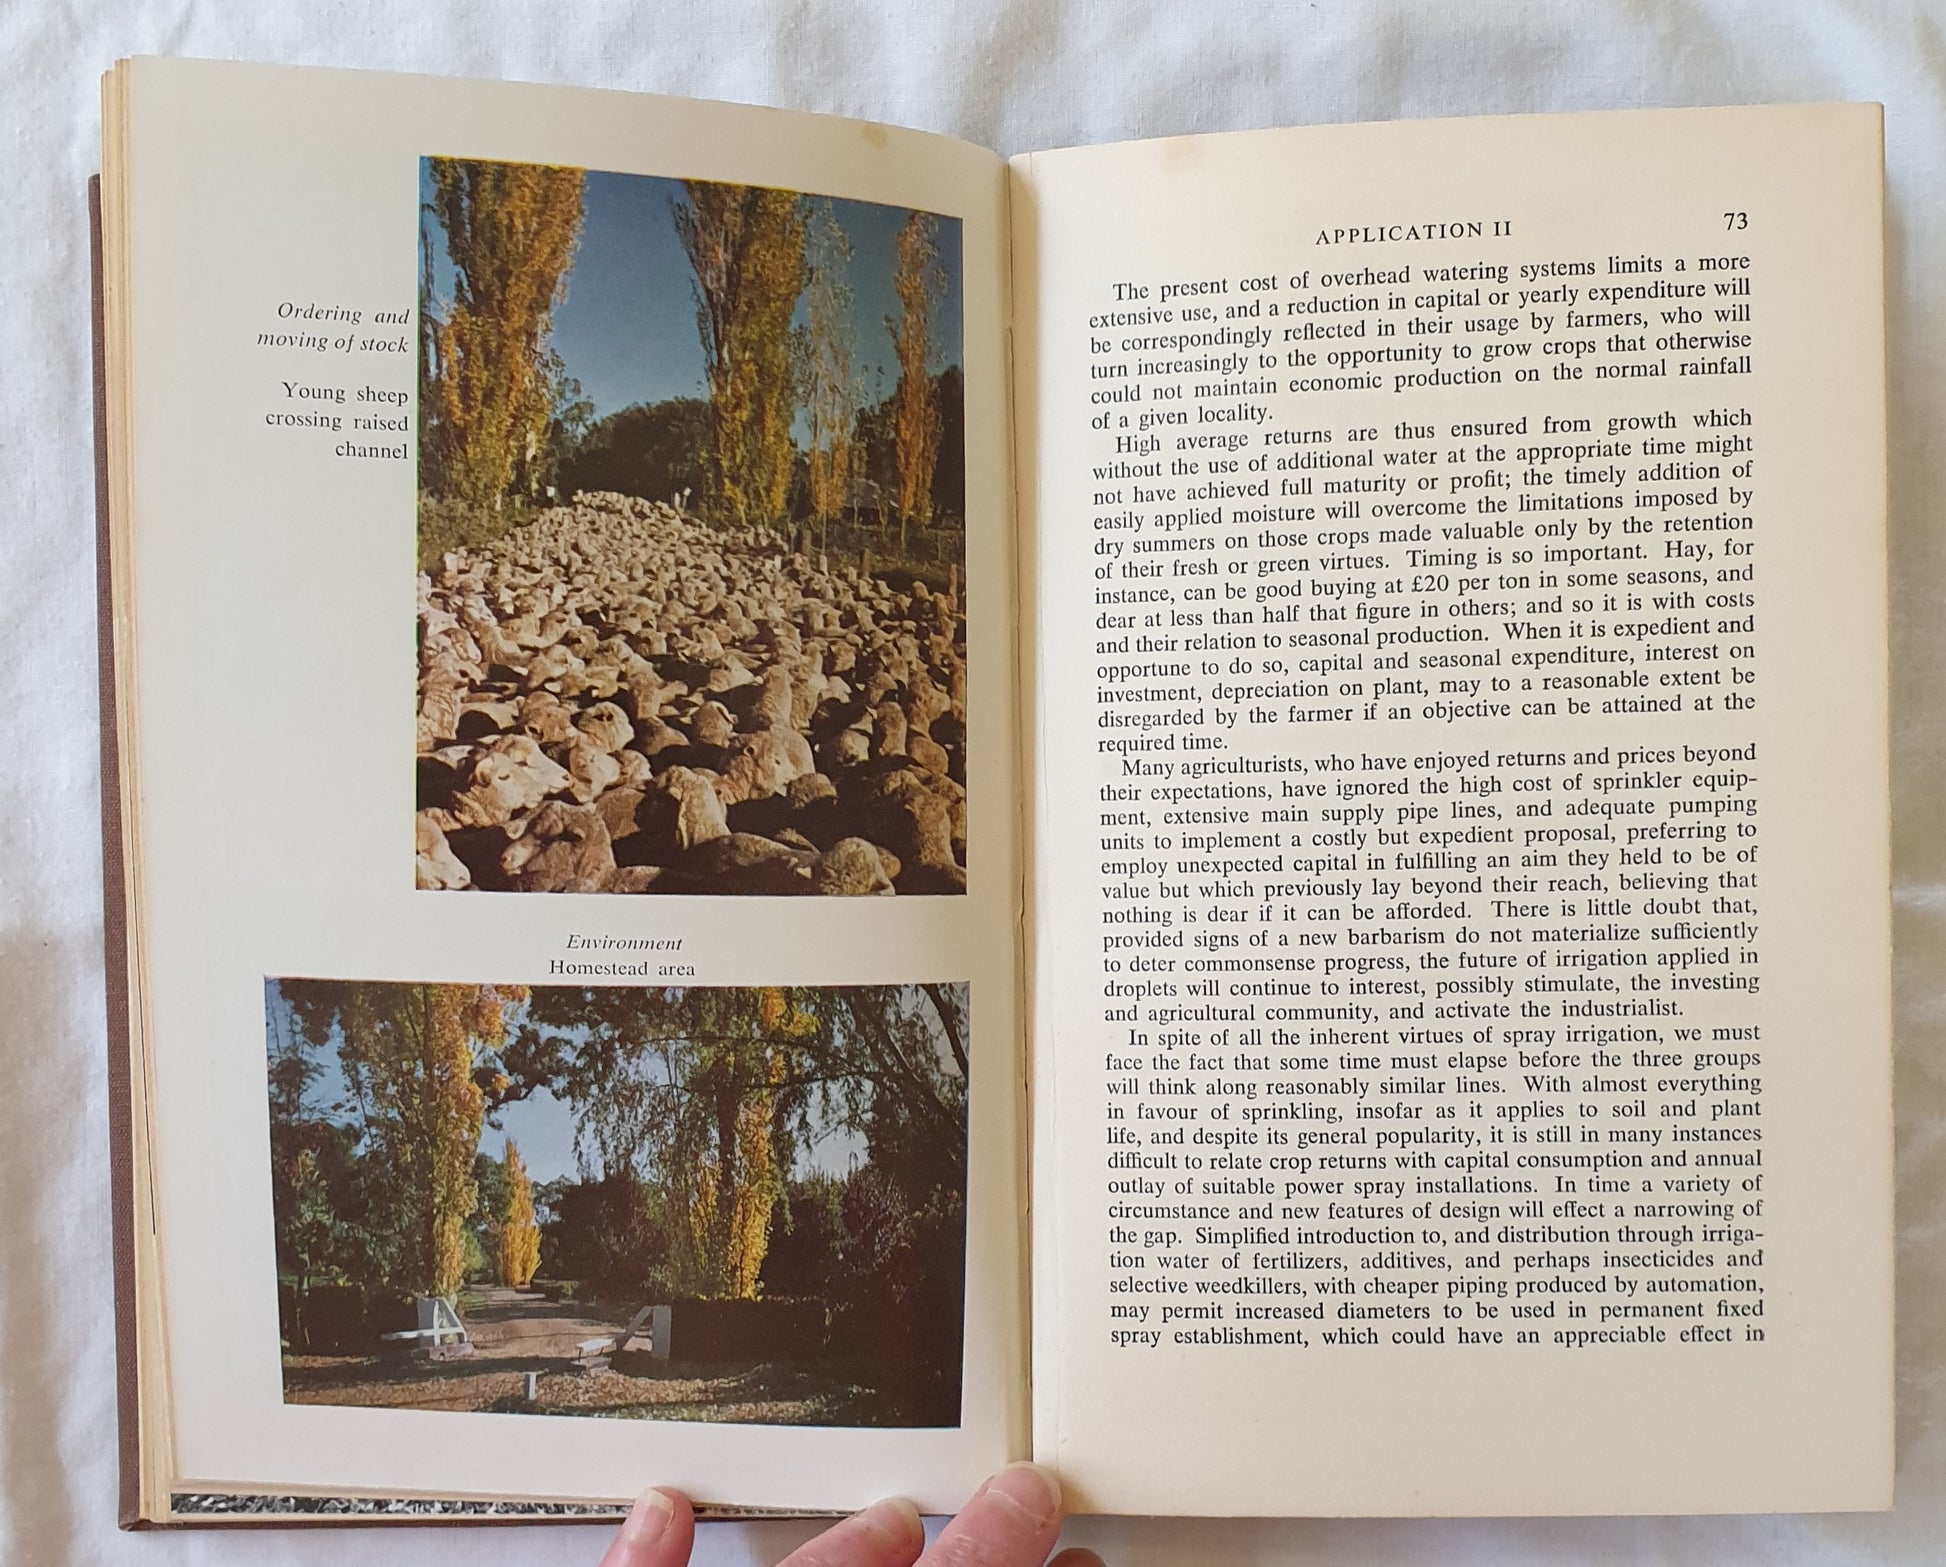 Ordering and
moving of stock
Young sheep
crossing raised
channel
Environment
Homestead area
APPLICATION II 73
The present cost of overhead watering systems limits a more
extensive use, and a reduction in capital or yearly expenditure will
be correspondingly reflected in their usage by farmers, who will
turn increasingly to the opportunity to grow crops that otherwise
could not maintain economic production on the normal rainfall
of a given locality.
High average returns are thus ensured from growth which
without the use of additional water at the appropriate time might
not have achieved full maturity or profit; the timely addition of
easily applied moisture will overcome the limitations imposed by
dry summers on those crops made valuable only by the retention
of their fresh or green virtues. Timing is so important. Hay, for
instance, can be good buying at £20 per ton in some seasons, and
dear at less than half that figure in others; and so it is with costs
and their relation to seasonal production. When it is expedient and
opportune to do so, capital and seasonal expenditure, interest on
investment, depreciation on plant, may to a reasonable extent be
disregarded by the farmer if an objective can be attained at the
required time.
Many agriculturists, who have enjoyed returns and prices beyond
their expectations, have ignored the high cost of sprinkler equip-
ment, extensive main supply pipe lines, and adequate pumping
units to implement a costly but expedient proposal, preferring to
employ unexpected capital in fulfilling an aim they held to be of
value but which previously lay beyond their reach, believing that
nothing is dear if it can be afforded. There is little doubt that,
provided signs of a new barbarism do not materialize sufficiently
to deter commonsense progress, the future of irrigation applied in
droplets will continue to interest, possibly stimulate, the investing
and agricultural community, and activate the industrialist.
In spite of all the inherent virtues of spray irrigation, we must
face the fact that some time must elapse before the three groups
will think along reasonably similar lines. With almost everything
in favour of sprinkling, insofar as it applies to soil and plant
life, and despite its general popularity, it is still in many instances
difficult to relate crop returns with capital consumption and annual
outlay of suitable power spray installations. In time a variety of
circumstance and new features of design will effect a narrowing of
the gap. Simplified introduction to, and distribution through irriga-
tion water of fertilizers, additives, and perhaps insecticides and
selective weedkillers, with cheaper piping produced by automation,
may permit increased diameters to be used in permanent fixed
spray establishment, which could have an appreciable effect in